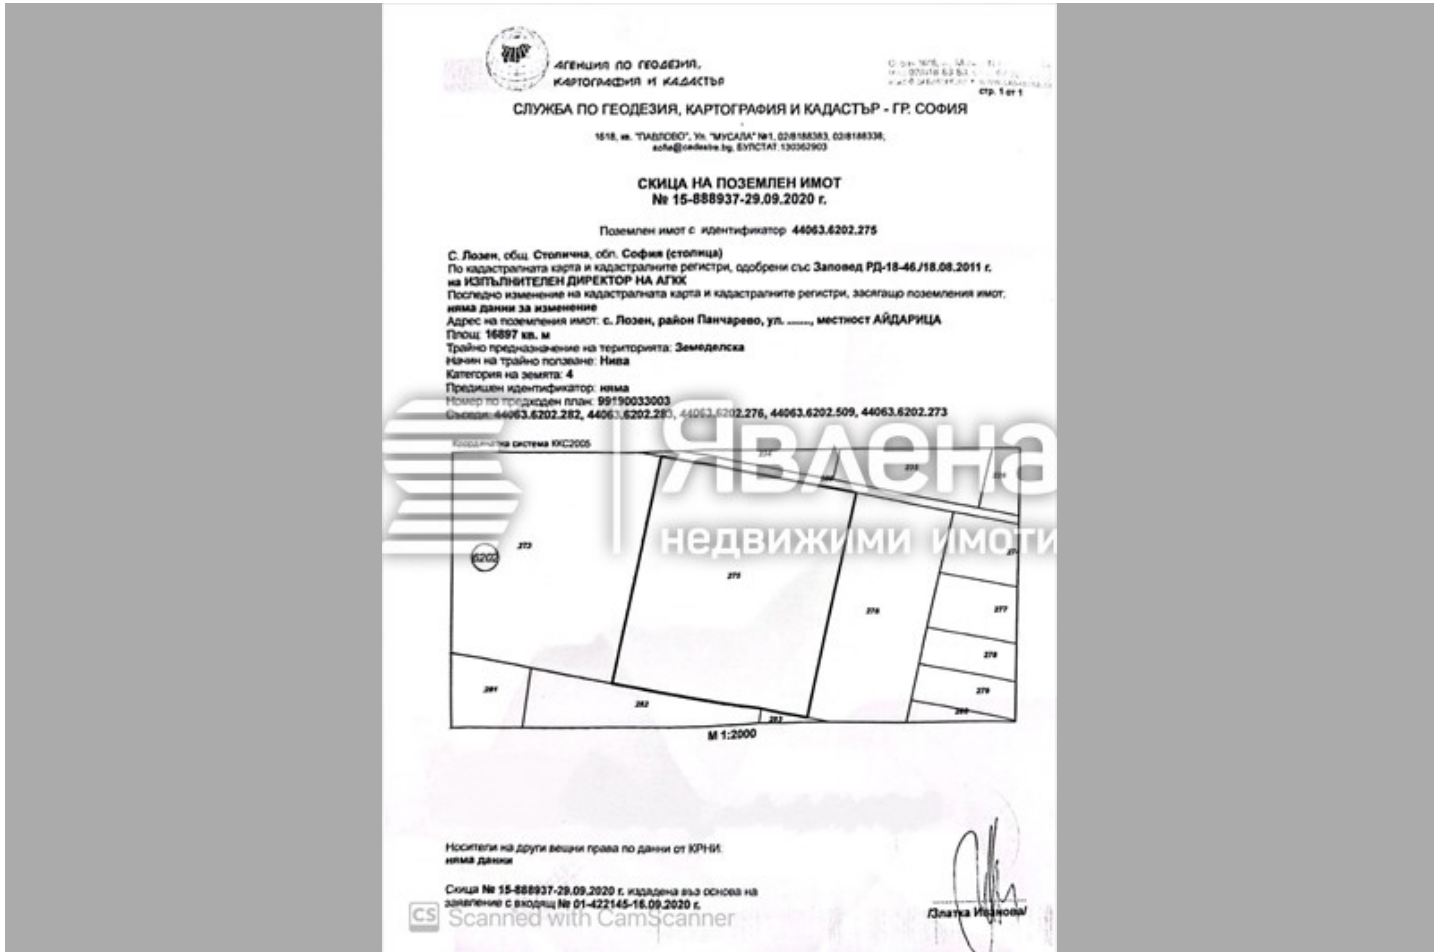 АГЕНЦИЯ ПО ГЕОДЕЗИЯ,
КАРТОГРАФИЯ И КАДАСТЪР
стр. 1 от 1
СЛУЖБА ПО ГЕОДЕЗИЯ, КАРТОГРАФИЯ И КАДАСТЪР - ГР. СОФИЯ
1618, кв. "ПАВЛОВО", Ул. "МУСАЛА" №1, 02/8188383, 02/8188338,
sofia@cadastre.bg, БУЛСТАТ:130362903
СКИЦА НА ПОЗЕМЛЕН ИМОТ
№ 15-888937-29.09.2020 г.
Поземлен имот с идентификатор 44063.6202.275
С. Лозен, общ. Столична, обл. София (столица)
По кадастралната карта и кадастралните регистри, одобрени със Заповед РД-18-46./18.08.2011 г.
на ИЗПЪЛНИТЕЛЕН ДИРЕКТОР НА АГКК
Последно изменение на кадастралната карта и кадастралните регистри, засягащо поземления имот:
няма данни за изменение
Адрес на поземления имот: с. Лозен, район Панчарево, ул. ......., местност АЙДАРИЦА
Площ: 16897 кв. м
Трайно предназначение на територията: Земеделска
Начин на трайно ползване: Нива
Категория на земята: 4
Предишен идентификатор: няма
Номер по предходен план: 99190033003
Съседи: 44063.6202.282, 44063.6202.283, 44063.6202.276, 44063.6202.509, 44063.6202.273
Координатна система ККС2005
Явлена
недвижими имоти
6202
273
275
276
274
277
278
279
281
282
283
М 1:2000
Носители на други вещни права по данни от КРНИ:
няма данни
Скица № 15-888937-29.09.2020 г. издадена въз основа на
заявление с входящ № 01-422145-16.09.2020 г.
/Златка Иванова/
CS Scanned with CamScanner